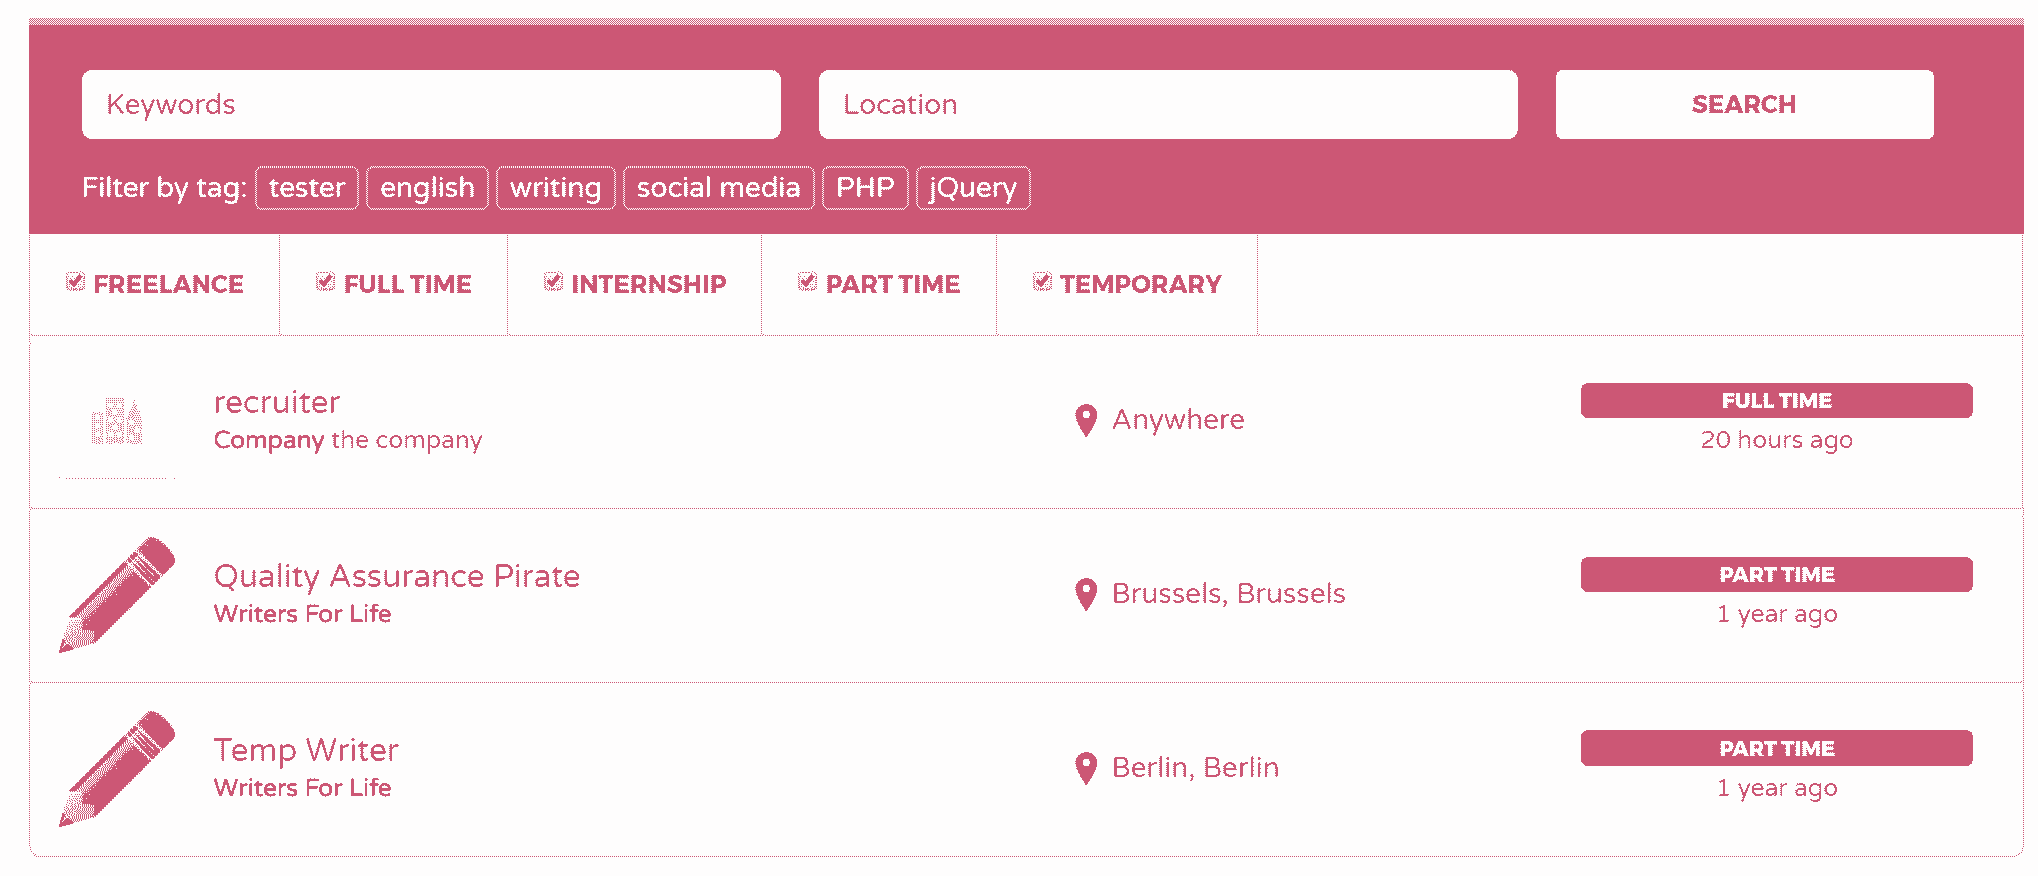 Keywords Location SEARCH
Filter by tag: tester english writing social media PHP jQuery
FREELANCE FULL TIME INTERNSHIP PART TIME TEMPORARY
recruiter
Company the company
Anywhere
FULL TIME
20 hours ago
Quality Assurance Pirate
Writers For Life
Brussels, Brussels
PART TIME
1 year ago
Temp Writer
Writers For Life
Berlin, Berlin
PART TIME
1 year ago